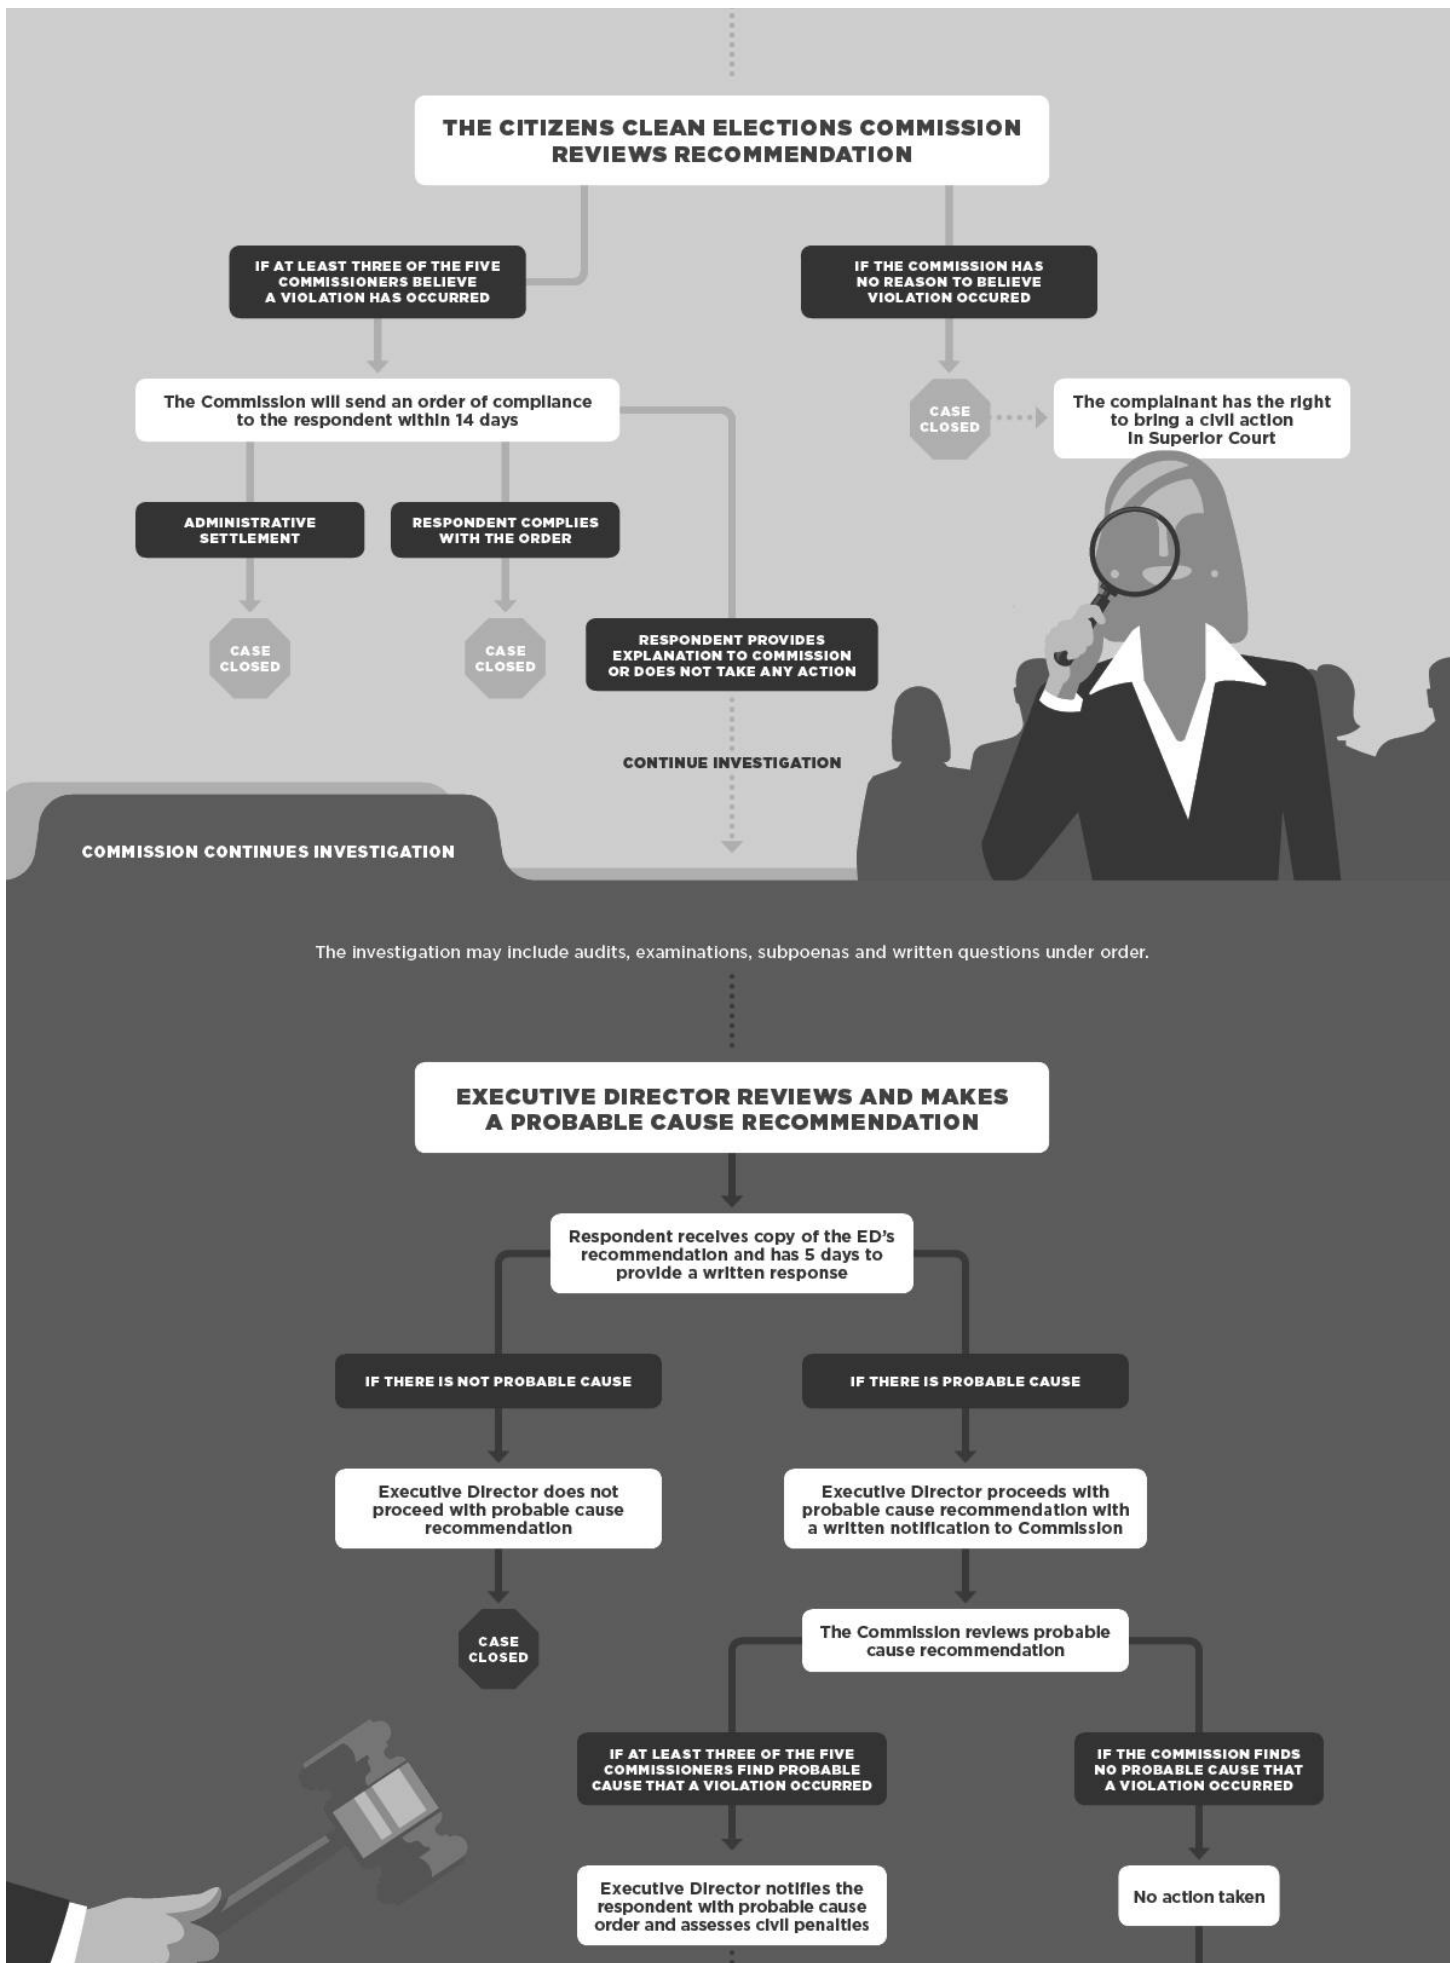 THE CITIZENS CLEAN ELECTIONS COMMISSION
REVIEWS RECOMMENDATION
IF AT LEAST THREE OF THE FIVE
COMMISSIONERS BELIEVE
A VIOLATION HAS OCCURRED
IF THE COMMISSION HAS
NO REASON TO BELIEVE
VIOLATION OCCURED
The Commission will send an order of compliance
to the respondent within 14 days
CASE
CLOSED
The complainant has the right
to bring a civil action
in Superior Court
ADMINISTRATIVE
SETTLEMENT
RESPONDENT COMPLIES
WITH THE ORDER
CASE
CLOSED
CASE
CLOSED
RESPONDENT PROVIDES
EXPLANATION TO COMMISSION
OR DOES NOT TAKE ANY ACTION
CONTINUE INVESTIGATION
COMMISSION CONTINUES INVESTIGATION
The investigation may include audits, examinations, subpoenas and written questions under order.
EXECUTIVE DIRECTOR REVIEWS AND MAKES
A PROBABLE CAUSE RECOMMENDATION
Respondent receives copy of the ED's
recommendation and has 5 days to
provide a written response
IF THERE IS NOT PROBABLE CAUSE
IF THERE IS PROBABLE CAUSE
Executive Director does not
proceed with probable cause
recommendation
Executive Director proceeds with
probable cause recommendation with
a written notification to Commission
CASE
CLOSED
The Commission reviews probable
cause recommendation
IF AT LEAST THREE OF THE FIVE
COMMISSIONERS FIND PROBABLE
CAUSE THAT A VIOLATION OCCURRED
IF THE COMMISSION FINDS
NO PROBABLE CAUSE THAT
A VIOLATION OCCURRED
Executive Director notifies the
respondent with probable cause
order and assesses civil penalties
No action taken